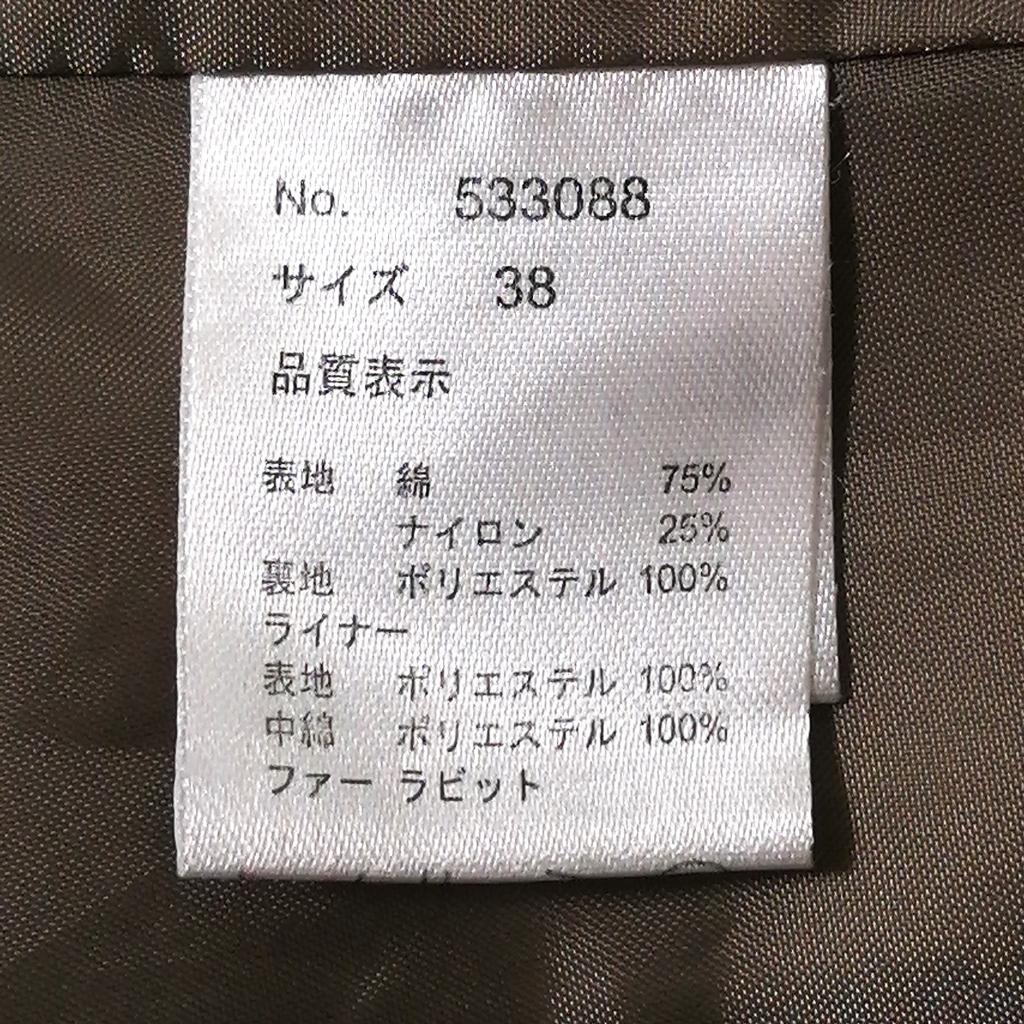 No. 533088
サイズ 38
品質表示
表地 綿 75%
ナイロン 25%
裏地 ポリエステル 100%
ライナー
表地 ポリエステル 100%
中綿 ポリエステル 100%
ファー ラビット